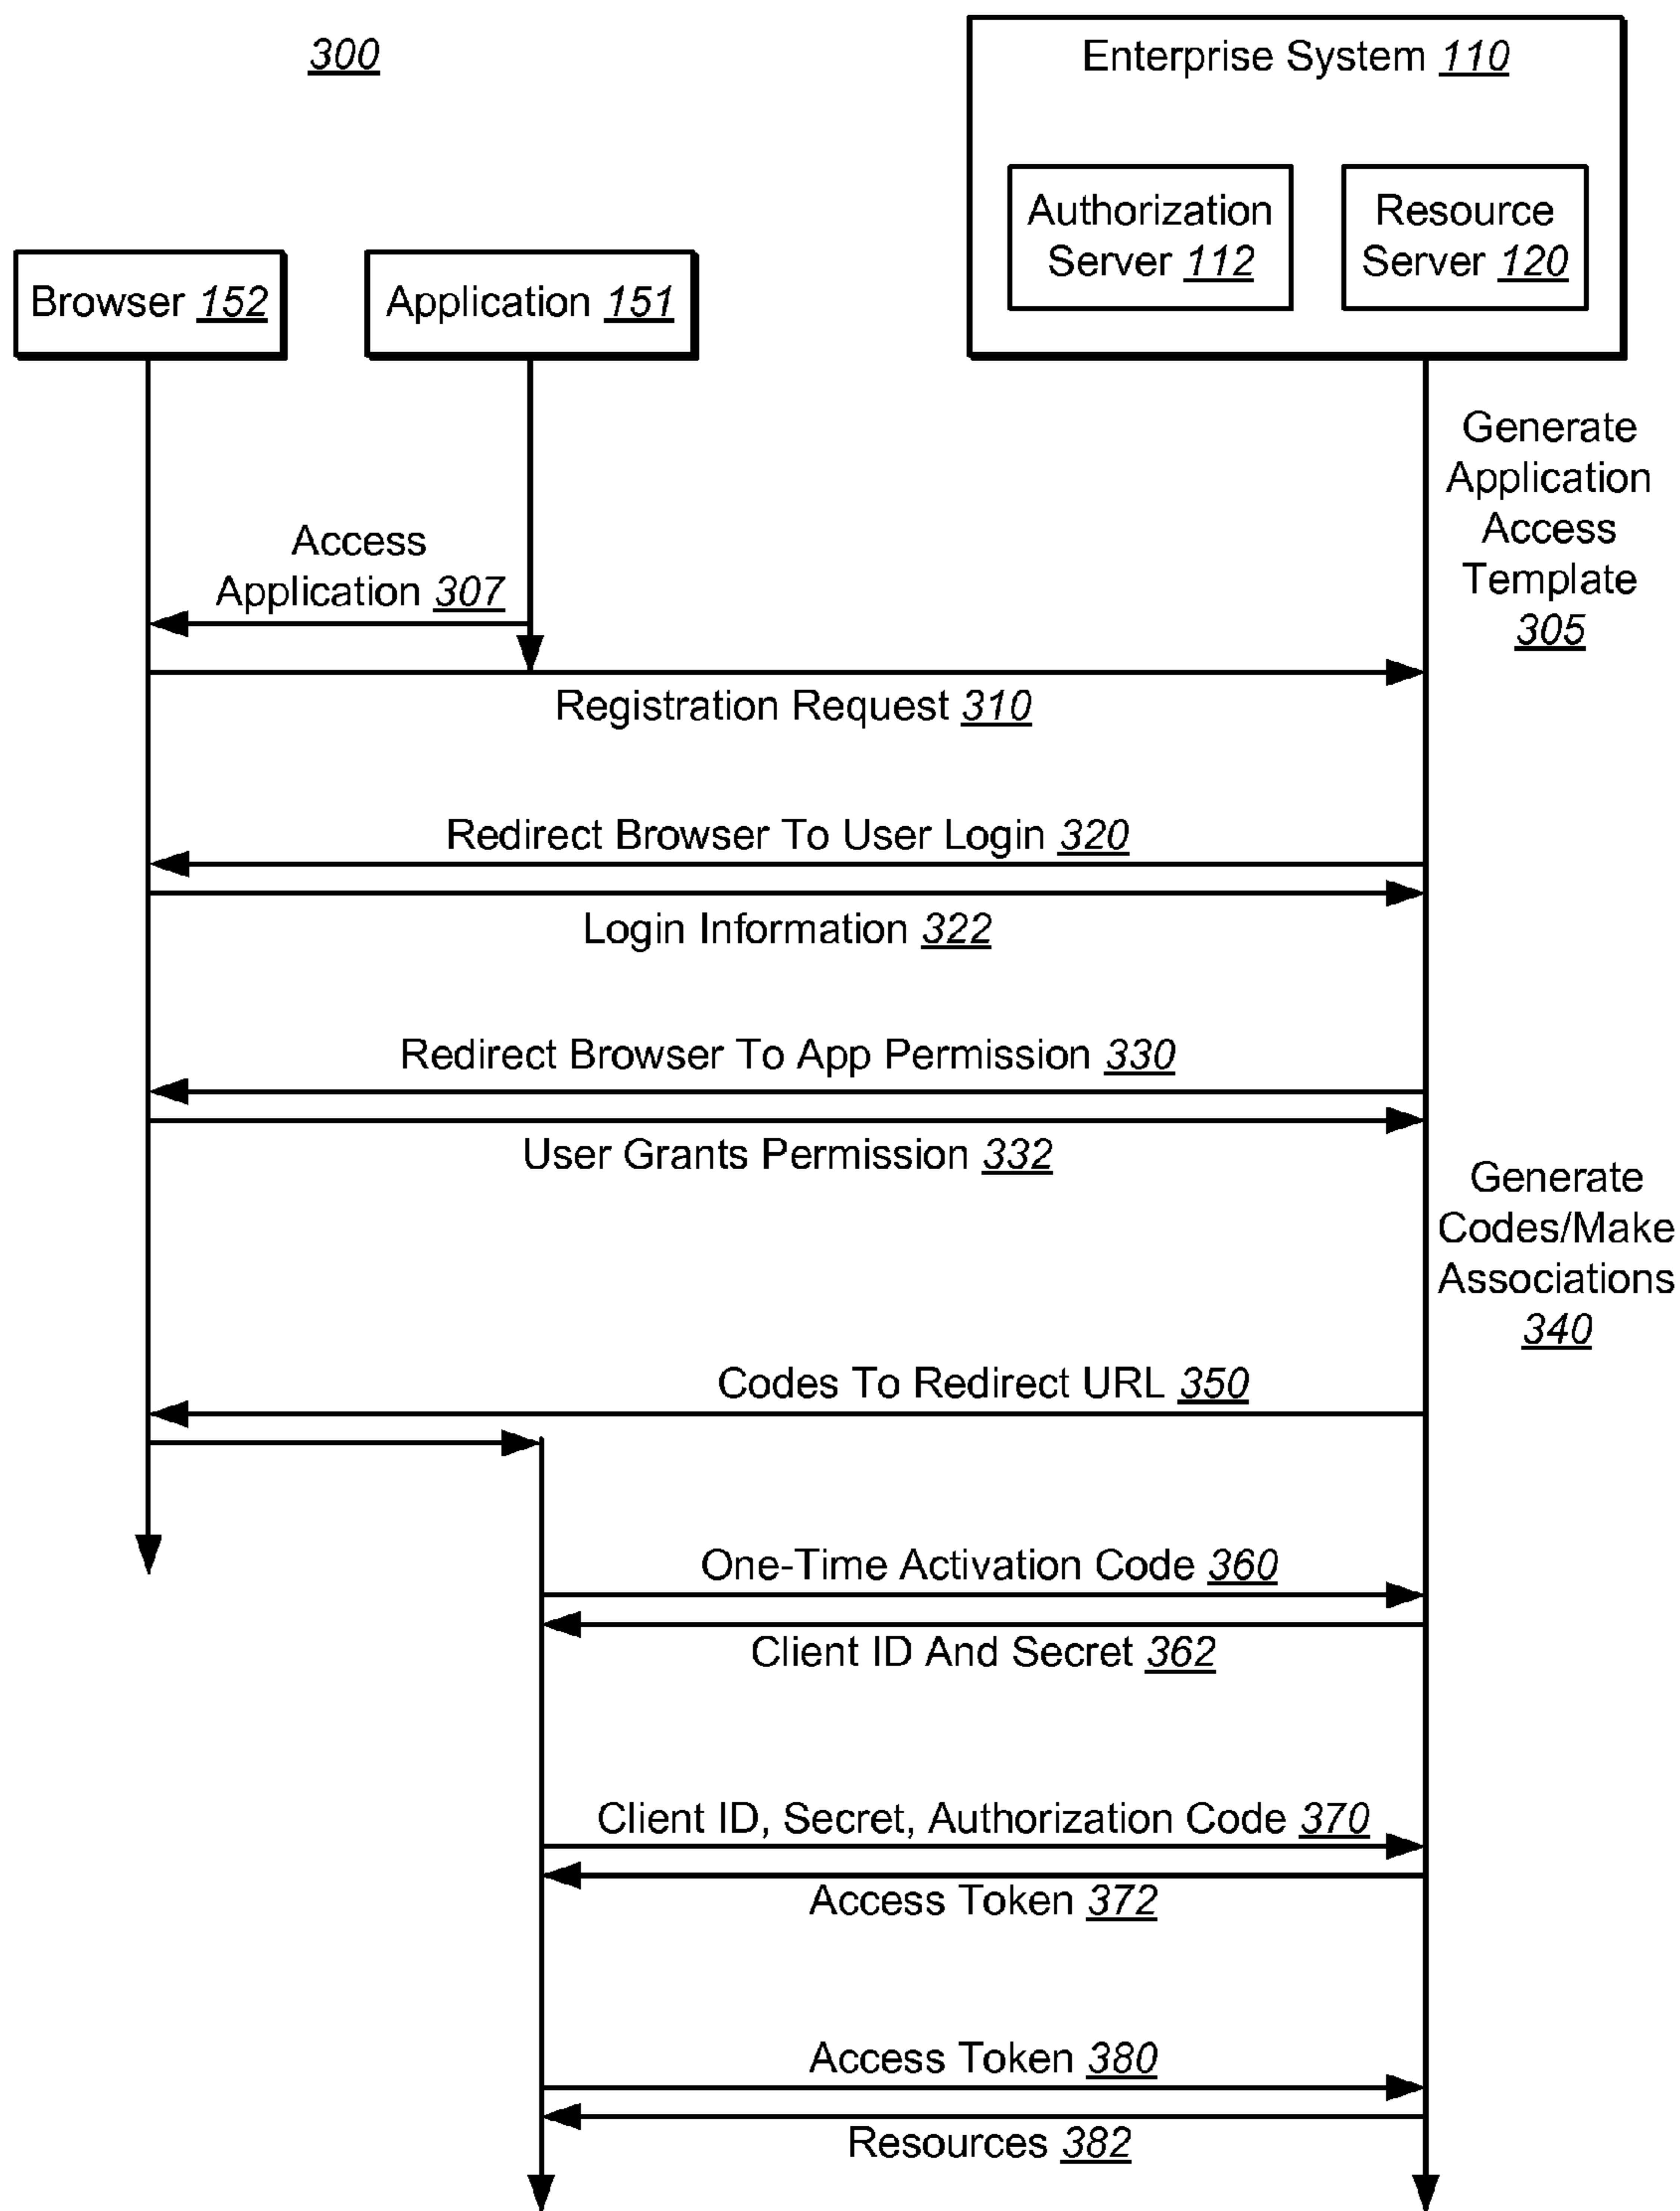 300
Enterprise System 110
Authorization
Server 112
Resource
Server 120
Browser 152
Application 151
Generate
Application
Access
Template
305
Access
Application 307
Registration Request 310
Redirect Browser To User Login 320
Login Information 322
Redirect Browser To App Permission 330
User Grants Permission 332
Generate
Codes/Make
Associations
340
Codes To Redirect URL 350
One-Time Activation Code 360
Client ID And Secret 362
Client ID, Secret, Authorization Code 370
Access Token 372
Access Token 380
Resources 382